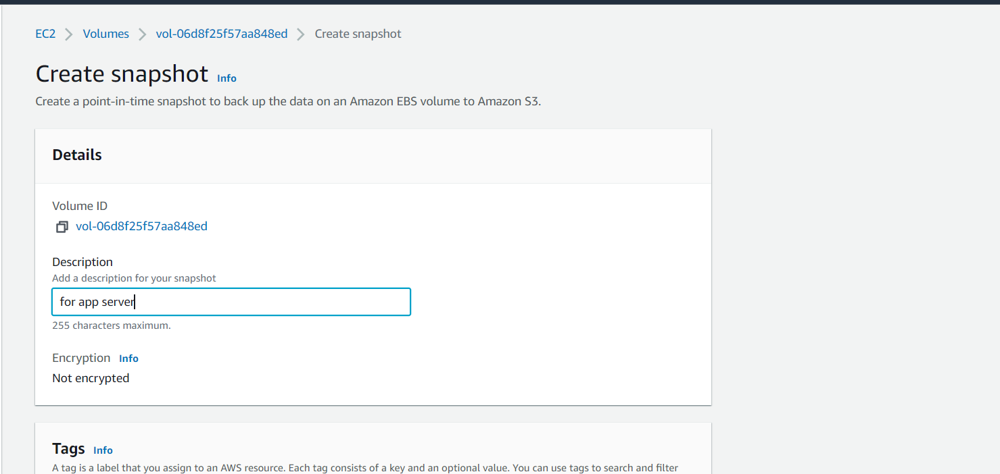 EC2 > Volumes > vol-06d8f25f57aa848ed > Create snapshot
Create snapshot Info
Create a point-in-time snapshot to back up the data on an Amazon EBS volume to Amazon S3.
Details
Volume ID
vol-06d8f25f57aa848ed
Description
Add a description for your snapshot
for app server
255 characters maximum.
Encryption Info
Not encrypted
Tags Info
A tag is a label that you assign to an AWS resource. Each tag consists of a key and an optional value. You can use tags to search and filter